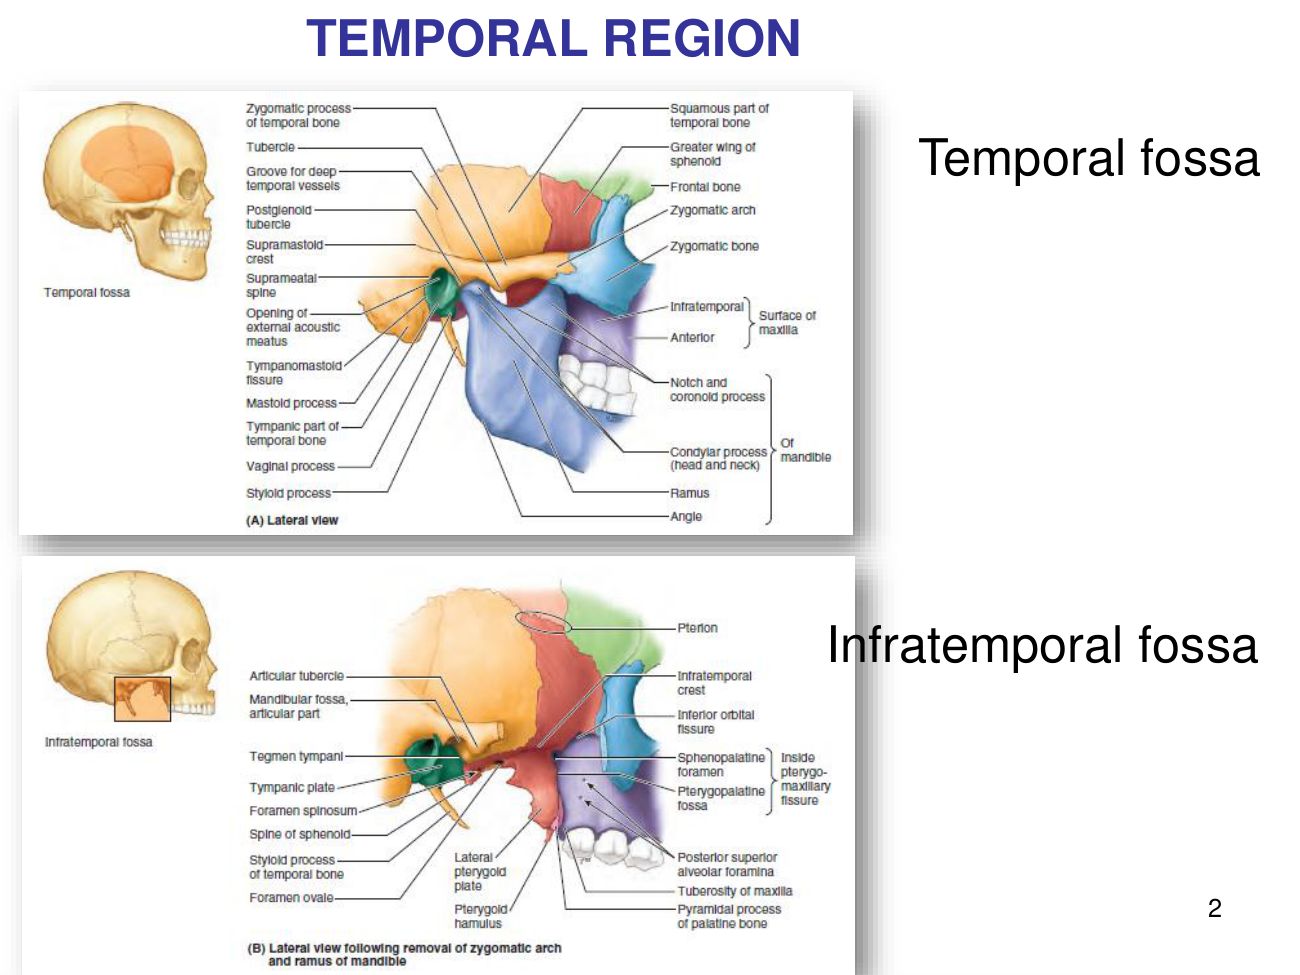 TEMPORAL REGION
Temporal fossa
Zygomatic process
of temporal bone
Tubercle
Groove for deep
temporal vessels
Postglenoid
tubercle
Supramastoid
crest
Suprameatal
spine
Opening of
external acoustic
meatus
Tympanomastoid
fissure
Mastoid process
Tympanic part of
temporal bone
Vaginal process
Styloid process
(A) Lateral view
Squamous part of
temporal bone
Greater wing of
sphenoid
Frontal bone
Zygomatic arch
Zygomatic bone
Infratemporal
Anterior
Surface of
maxilla
Notch and
coronoid process
Condylar process
(head and neck)
Ramus
Angle
Of
mandible
Temporal fossa
Infratemporal fossa
Articular tubercle
Mandibular fossa,
articular part
Tegmen tympani
Tympanic plate
Foramen spinosum
Spine of sphenoid
Styloid process
of temporal bone
Foramen ovale
Lateral
pterygoid
plate
Pterygoid
hamulus
Pterion
Infratemporal
crest
Inferior orbital
fissure
Sphenopalatine
foramen
Pterygopalatine
fossa
Inside
pterygo-
maxillary
fissure
Posterior superior
alveolar foramina
Tuberosity of maxilla
Pyramidal process
of palatine bone
(B) Lateral view following removal of zygomatic arch
and ramus of mandible
Infratemporal fossa
2